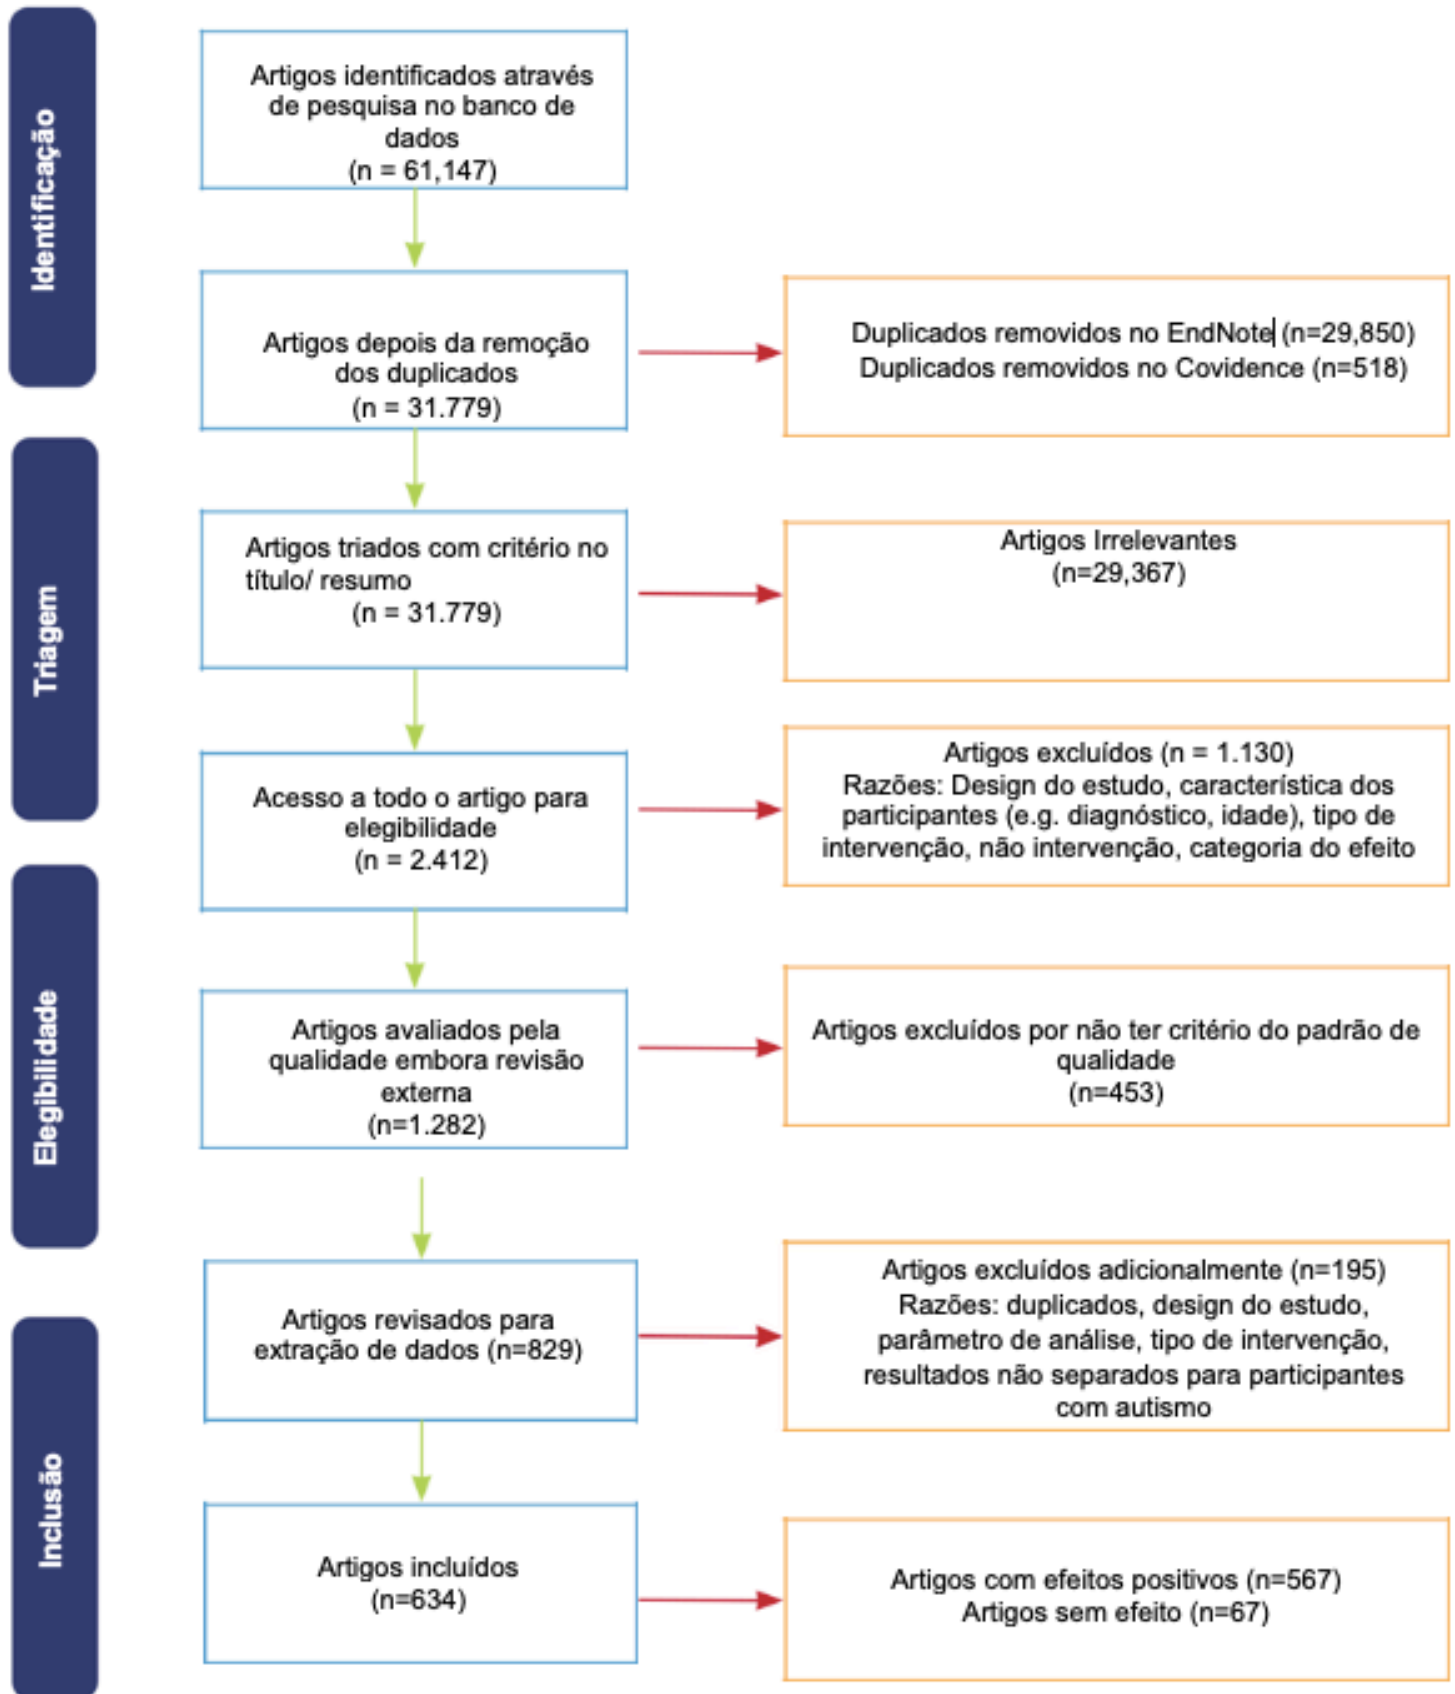 Identificação
Artigos identificados através
de pesquisa no banco de
dados
(n = 61,147)
Artigos depois da remoção
dos duplicados
(n = 31.779)
Duplicados removidos no EndNote (n=29,850)
Duplicados removidos no Covidence (n=518)
Triagem
Artigos triados com critério no
título/ resumo
(n = 31.779)
Artigos Irrelevantes
(n=29,367)
Acesso a todo o artigo para
elegibilidade
(n = 2.412)
Artigos excluídos (n = 1.130)
Razões: Design do estudo, característica dos
participantes (e.g. diagnóstico, idade), tipo de
intervenção, não intervenção, categoria do efeito
Elegibilidade
Artigos avaliados pela
qualidade embora revisão
externa
(n=1.282)
Artigos excluídos por não ter critério do padrão de
qualidade
(n=453)
Artigos revisados para
extração de dados (n=829)
Artigos excluídos adicionalmente (n=195)
Razões: duplicados, design do estudo,
parâmetro de análise, tipo de intervenção,
resultados não separados para participantes
com autismo
Inclusão
Artigos incluídos
(n=634)
Artigos com efeitos positivos (n=567)
Artigos sem efeito (n=67)